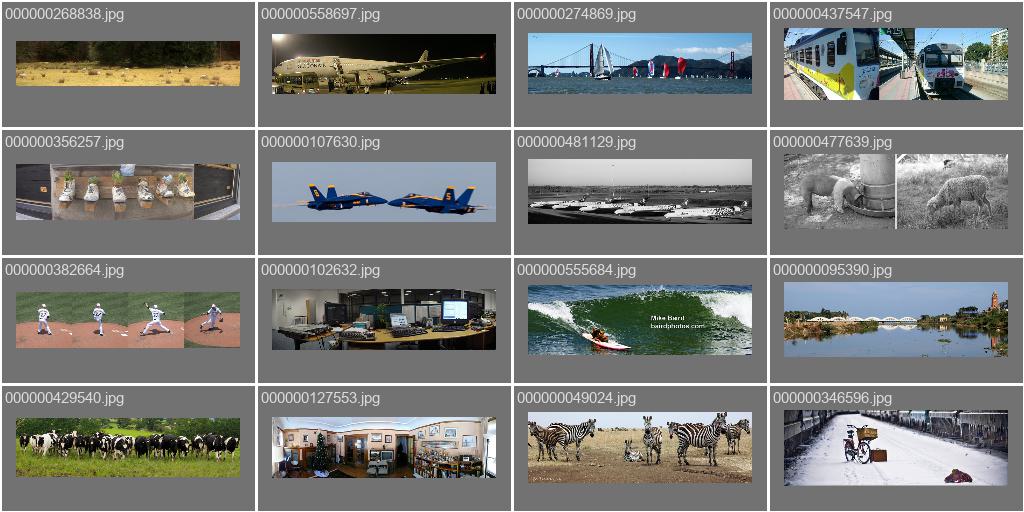 000000268838.jpg
000000558697.jpg
000000274869.jpg
000000437547.jpg
000000356257.jpg
000000107630.jpg
000000481129.jpg
000000477639.jpg
000000382664.jpg
000000102632.jpg
000000555684.jpg
Mike Baird
bairdphotos.com
000000095390.jpg
000000429540.jpg
000000127553.jpg
000000049024.jpg
000000346596.jpg